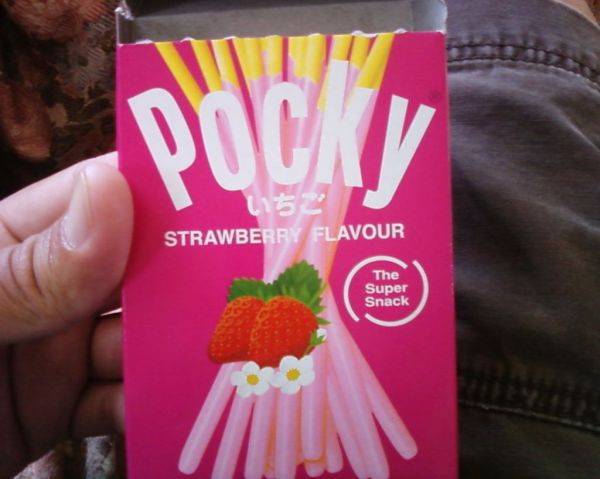 POCKY
いちご
STRAWBERRY FLAVOUR
The
Super
Snack